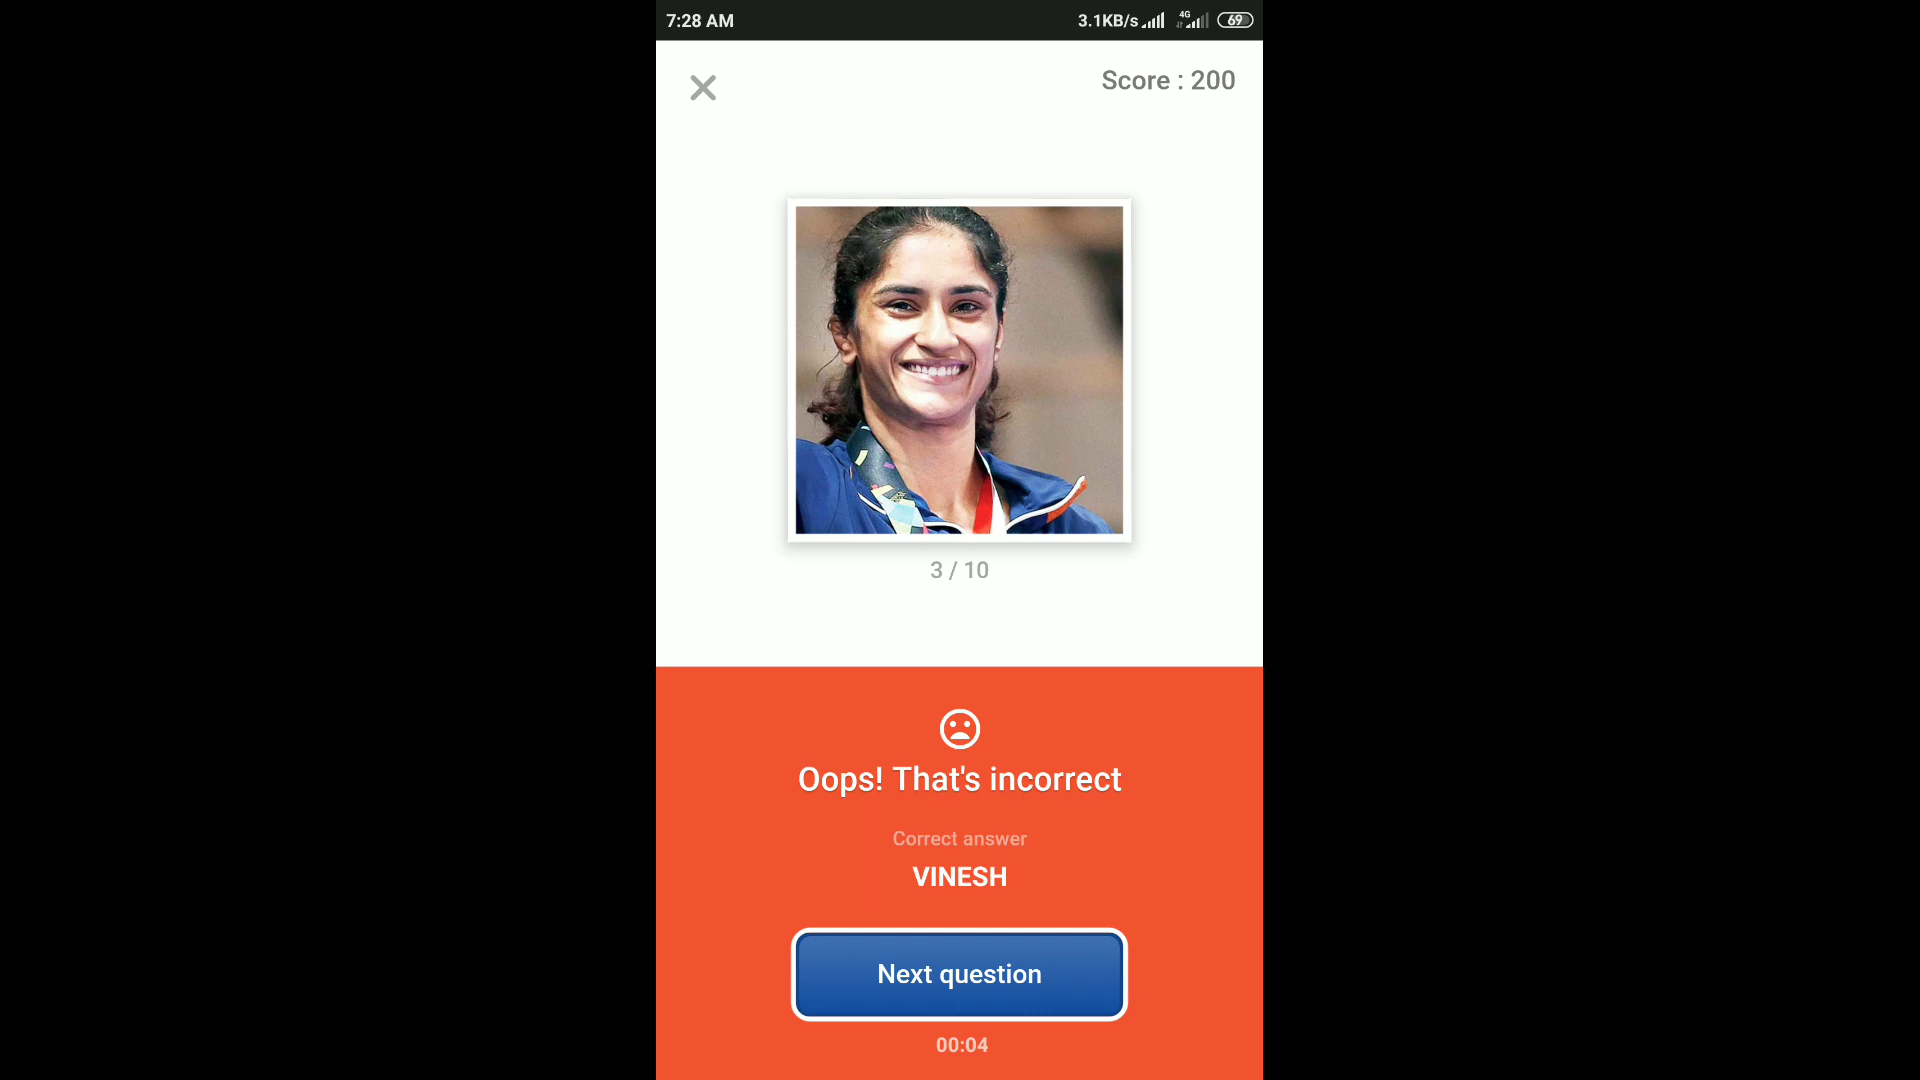 7:28 AM 3.1KB/s 4G 69
Score : 200
3 / 10
Oops! That's incorrect
Correct answer
VINESH
Next question
00:04